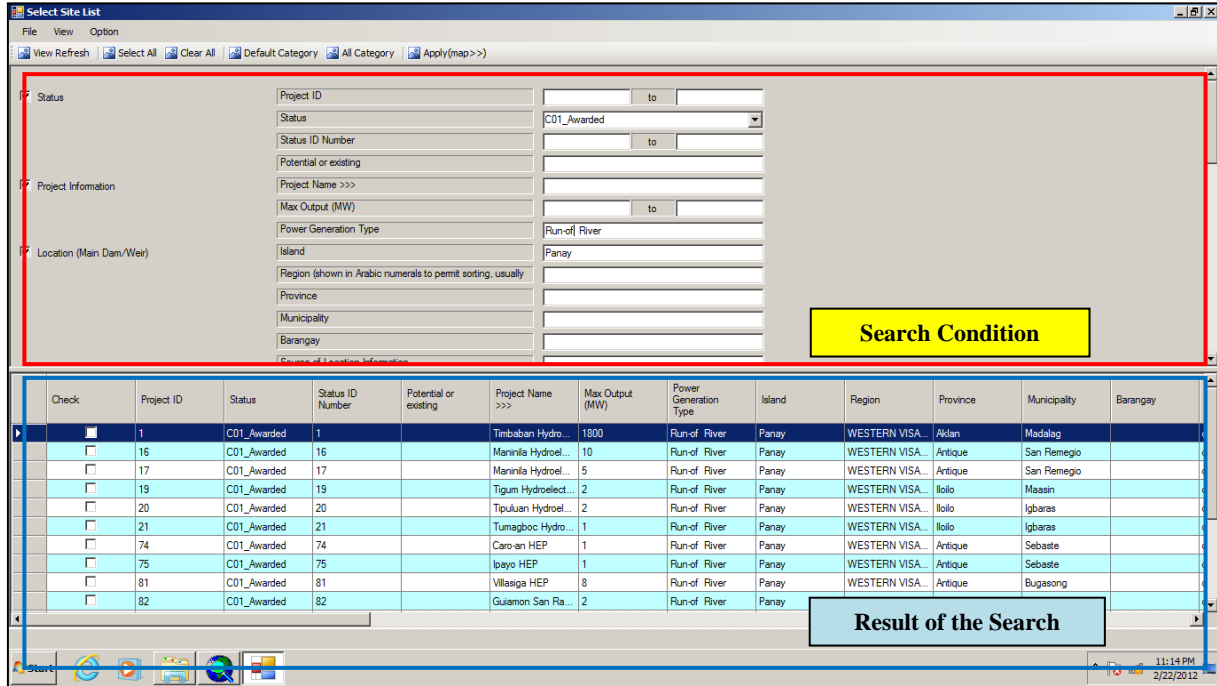 Select Site List
File View Option
View Refresh Select All Clear All Default Category All Category Apply(map>>)
Status Project ID to
Status C01_Awarded
Status ID Number to
Potential or existing
Project Information Project Name >>>
Max Output (MW) to
Power Generation Type Run-of River
Location (Main Dam/Weir) Island Panay
Region (shown in Arabic numerals to permit sorting, usually
Province
Municipality
Barangay
Source of Location Information
Search Condition
Check Project ID Status Status ID Number Potential or existing Project Name >>> Max Output (MW) Power Generation Type Island Region Province Municipality Barangay
1 C01_Awarded 1 Timbaban Hydro... 1800 Run-of River Panay WESTERN VISA... Aklan Madalag
16 C01_Awarded 16 Maninila Hydroel... 10 Run-of River Panay WESTERN VISA... Antique San Remegio
17 C01_Awarded 17 Maninila Hydroel... 5 Run-of River Panay WESTERN VISA... Antique San Remegio
19 C01_Awarded 19 Tigum Hydroelect... 2 Run-of River Panay WESTERN VISA... Iloilo Maasin
20 C01_Awarded 20 Tipuluan Hydroel... 2 Run-of River Panay WESTERN VISA... Iloilo Igbaras
21 C01_Awarded 21 Tumagboc Hydro... 1 Run-of River Panay WESTERN VISA... Iloilo Igbaras
74 C01_Awarded 74 Caro-an HEP 1 Run-of River Panay WESTERN VISA... Antique Sebaste
75 C01_Awarded 75 Ipayo HEP 1 Run-of River Panay WESTERN VISA... Antique Sebaste
81 C01_Awarded 81 Villasiga HEP 8 Run-of River Panay WESTERN VISA... Antique Bugasong
82 C01_Awarded 82 Guiamon San Ra... 2 Run-of River Panay
Result of the Search
Start 11:14 PM
2/22/2012